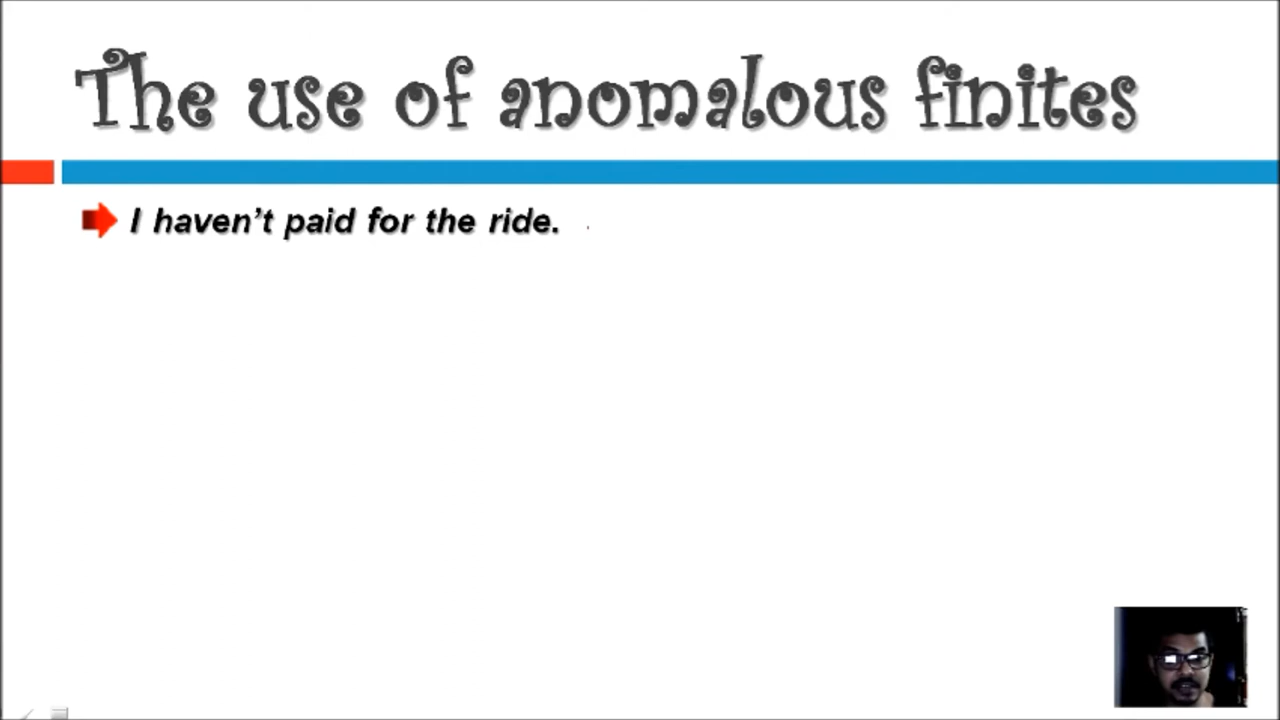 The use of anomalous finites
I haven't paid for the ride.